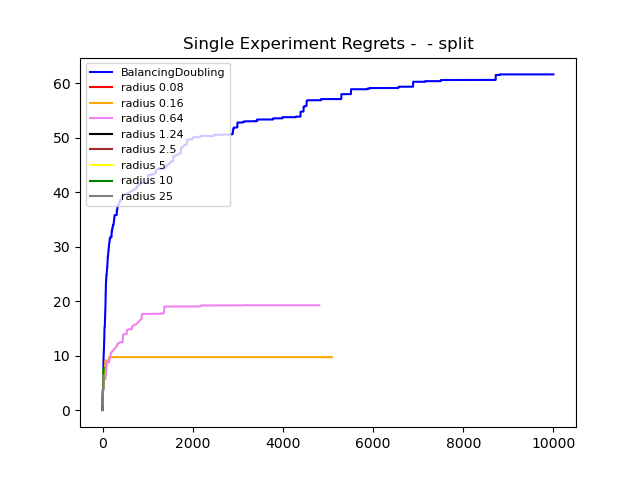 Single Experiment Regrets -  - split
BalancingDoubling
radius 0.08
radius 0.16
radius 0.64
radius 1.24
radius 2.5
radius 5
radius 10
radius 25
60
50
40
30
20
10
0
0 2000 4000 6000 8000 10000